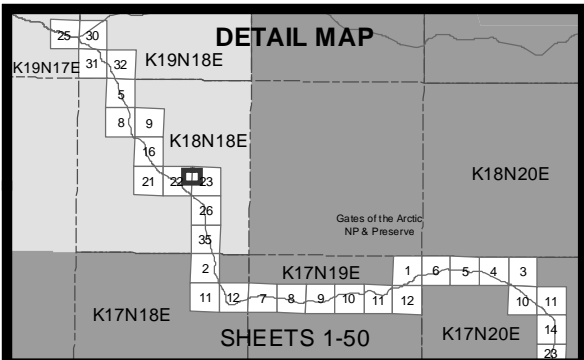 DETAIL MAP
25 30
K19N17E 31 32 K19N18E
5
8 9
K18N18E
16
21 22 23
K18N20E
26
Gates of the Arctic
NP & Preserve
35
2 K17N19E 1 6 5 4 3
11 12 7 8 9 10 11 12 10 11
K17N18E SHEETS 1-50 K17N20E 14
23